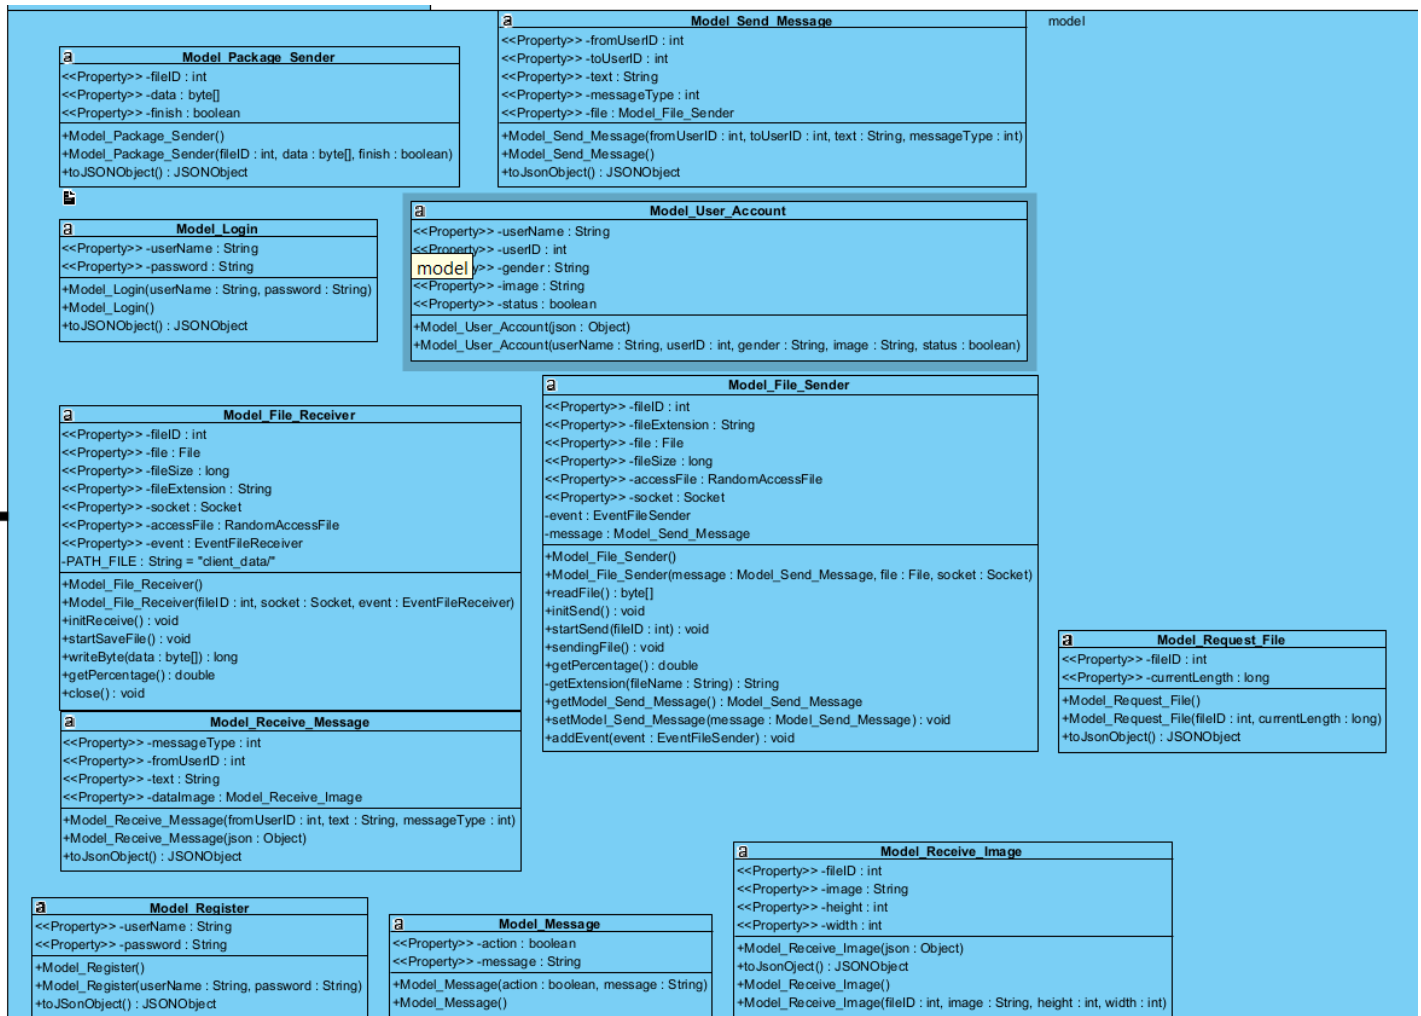 a Model_Send_Message
<<Property>> -fromUserID : int
<<Property>> -toUserID : int
<<Property>> -text : String
<<Property>> -messageType : int
<<Property>> -file : Model_File_Sender
+Model_Send_Message(fromUserID : int, toUserID : int, text : String, messageType : int)
+Model_Send_Message()
+toJsonObject() : JSONObject
model
a Model_Package_Sender
<<Property>> -fileID : int
<<Property>> -data : byte[]
<<Property>> -finish : boolean
+Model_Package_Sender()
+Model_Package_Sender(fileID : int, data : byte[], finish : boolean)
+toJSONObject() : JSONObject
a Model_Login
<<Property>> -userName : String
<<Property>> -password : String
+Model_Login(userName : String, password : String)
+Model_Login()
+toJSONObject() : JSONObject
a Model_User_Account
<<Property>> -userName : String
<<Property>> -userID : int
model
y>> -gender : String
<<Property>> -image : String
<<Property>> -status : boolean
+Model_User_Account(json : Object)
+Model_User_Account(userName : String, userID : int, gender : String, image : String, status : boolean)
a Model_File_Receiver
<<Property>> -fileID : int
<<Property>> -file : File
<<Property>> -fileSize : long
<<Property>> -fileExtension : String
<<Property>> -socket : Socket
<<Property>> -accessFile : RandomAccessFile
<<Property>> -event : EventFileReceiver
-PATH_FILE : String = "client_data/"
+Model_File_Receiver()
+Model_File_Receiver(fileID : int, socket : Socket, event : EventFileReceiver)
+initReceive() : void
+startSaveFile() : void
+writeByte(data : byte[]) : long
+getPercentage() : double
+close() : void
a Model_File_Sender
<<Property>> -fileID : int
<<Property>> -fileExtension : String
<<Property>> -file : File
<<Property>> -fileSize : long
<<Property>> -accessFile : RandomAccessFile
<<Property>> -socket : Socket
-event : EventFileSender
-message : Model_Send_Message
+Model_File_Sender()
+Model_File_Sender(message : Model_Send_Message, file : File, socket : Socket)
+readFile() : byte[]
+initSend() : void
+startSend(fileID : int) : void
+sendingFile() : void
+getPercentage() : double
-getExtension(fileName : String) : String
+getModel_Send_Message() : Model_Send_Message
+setModel_Send_Message(message : Model_Send_Message) : void
+addEvent(event : EventFileSender) : void
a Model_Request_File
<<Property>> -fileID : int
<<Property>> -currentLength : long
+Model_Request_File()
+Model_Request_File(fileID : int, currentLength : long)
+toJsonObject() : JSONObject
a Model_Receive_Message
<<Property>> -messageType : int
<<Property>> -fromUserID : int
<<Property>> -text : String
<<Property>> -dataImage : Model_Receive_Image
+Model_Receive_Message(fromUserID : int, text : String, messageType : int)
+Model_Receive_Message(json : Object)
+toJsonObject() : JSONObject
a Model_Register
<<Property>> -userName : String
<<Property>> -password : String
+Model_Register()
+Model_Register(userName : String, password : String)
+toJSonObject() : JSONObject
a Model_Message
<<Property>> -action : boolean
<<Property>> -message : String
+Model_Message(action : boolean, message : String)
+Model_Message()
a Model_Receive_Image
<<Property>> -fileID : int
<<Property>> -image : String
<<Property>> -height : int
<<Property>> -width : int
+Model_Receive_Image(json : Object)
+toJsonOject() : JSONObject
+Model_Receive_Image()
+Model_Receive_Image(fileID : int, image : String, height : int, width : int)